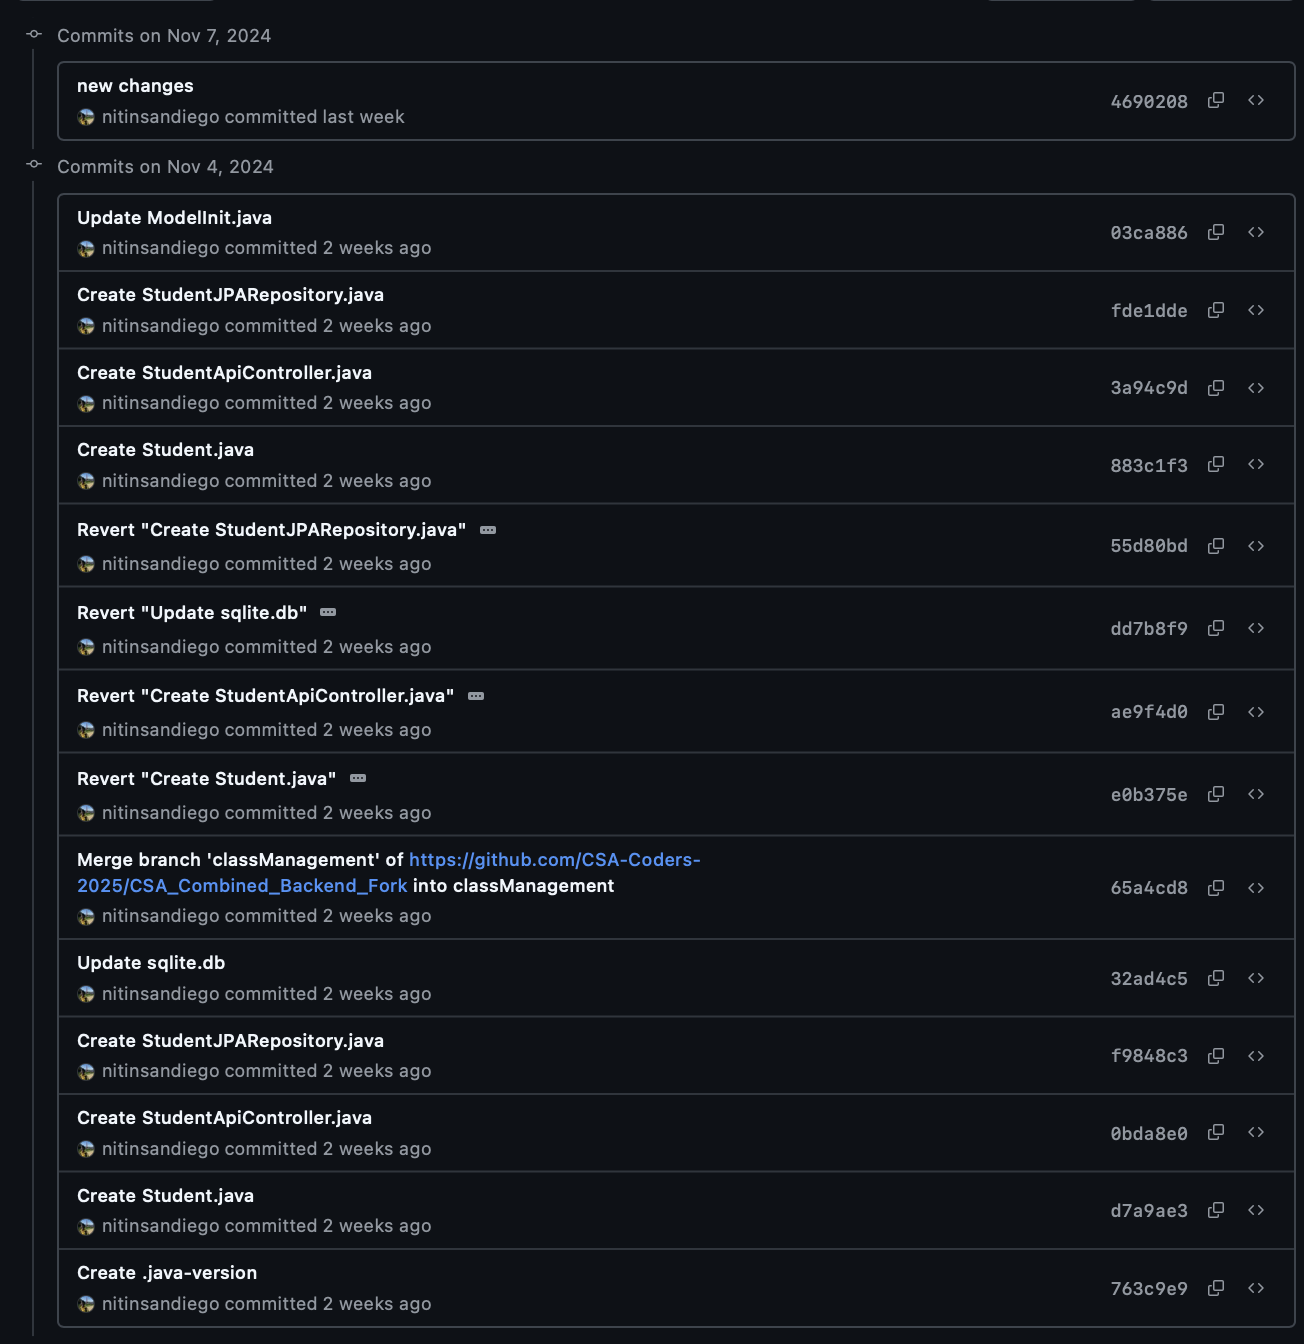 Commits on Nov 7, 2024
new changes
nitinsandiego committed last week
4690208
Commits on Nov 4, 2024
Update ModelInit.java
nitinsandiego committed 2 weeks ago
03ca886
Create StudentJPARepository.java
nitinsandiego committed 2 weeks ago
fde1dde
Create StudentApiController.java
nitinsandiego committed 2 weeks ago
3a94c9d
Create Student.java
nitinsandiego committed 2 weeks ago
883c1f3
Revert "Create StudentJPARepository.java"
nitinsandiego committed 2 weeks ago
55d80bd
Revert "Update sqlite.db"
nitinsandiego committed 2 weeks ago
dd7b8f9
Revert "Create StudentApiController.java"
nitinsandiego committed 2 weeks ago
ae9f4d0
Revert "Create Student.java"
nitinsandiego committed 2 weeks ago
e0b375e
Merge branch 'classManagement' of https://github.com/CSA-Coders-
2025/CSA_Combined_Backend_Fork into classManagement
nitinsandiego committed 2 weeks ago
65a4cd8
Update sqlite.db
nitinsandiego committed 2 weeks ago
32ad4c5
Create StudentJPARepository.java
nitinsandiego committed 2 weeks ago
f9848c3
Create StudentApiController.java
nitinsandiego committed 2 weeks ago
0bda8e0
Create Student.java
nitinsandiego committed 2 weeks ago
d7a9ae3
Create .java-version
nitinsandiego committed 2 weeks ago
763c9e9